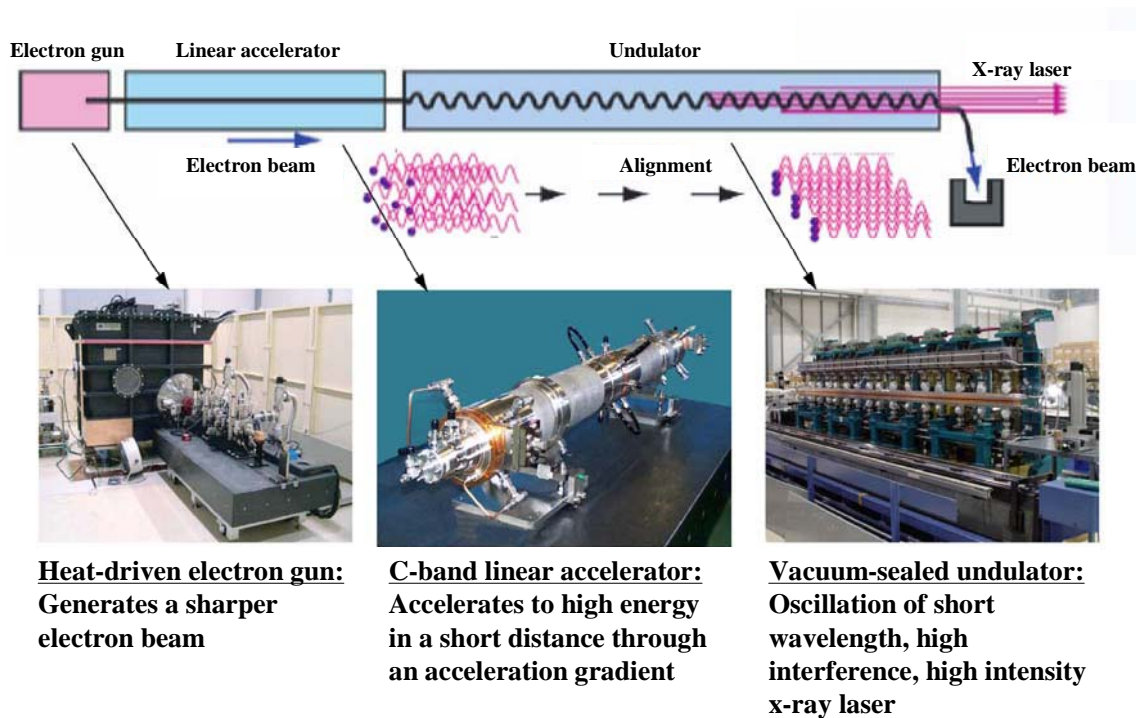 Electron gun
Linear accelerator
Undulator
X-ray laser
Electron beam
Alignment
Electron beam
Heat-driven electron gun:
Generates a sharper
electron beam
C-band linear accelerator:
Accelerates to high energy
in a short distance through
an acceleration gradient
Vacuum-sealed undulator:
Oscillation of short
wavelength, high
interference, high intensity
x-ray laser